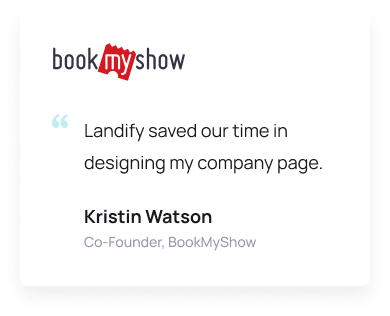 bookmyshow
“
Landify saved our time in
designing my company page.
Kristin Watson
Co-Founder, BookMyShow